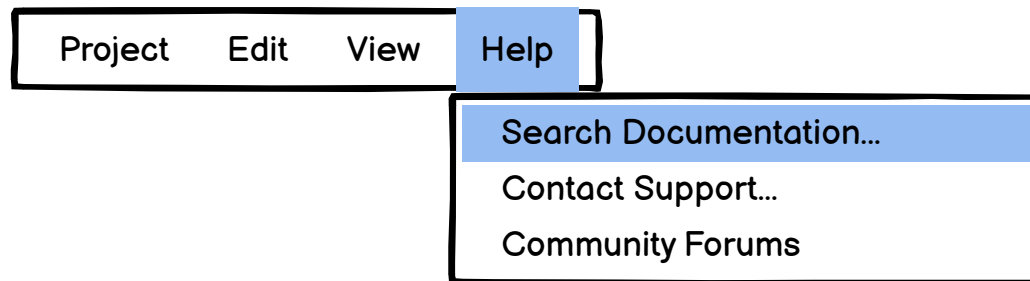 Project Edit View Help
Search Documentation...
Contact Support...
Community Forums